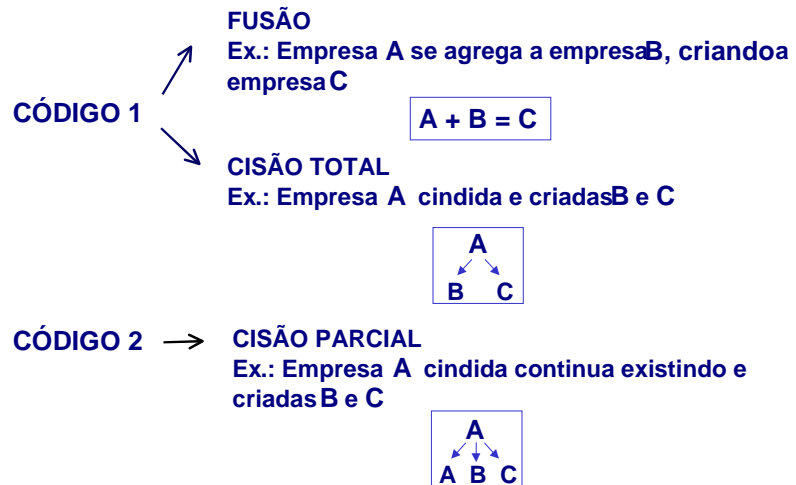 FUSÃO
Ex.: Empresa A se agrega a empresaB, criandoa
empresa C
CÓDIGO 1
A + B = C
CISÃO TOTAL
Ex.: Empresa A cindida e criadasB e C
A
B C
CÓDIGO 2
CISÃO PARCIAL
Ex.: Empresa A cindida continua existindo e
criadas B e C
A
A B C